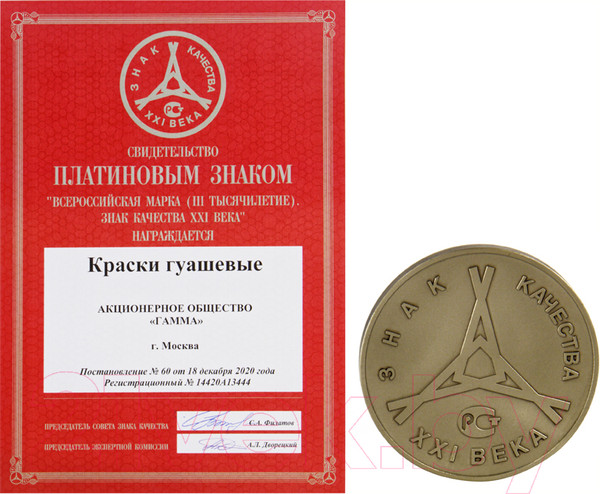 ЗНАК КАЧЕСТВА
XXI ВЕКА
СВИДЕТЕЛЬСТВО
ПЛАТИНОВЫМ ЗНАКОМ
"ВСЕРОССИЙСКАЯ МАРКА (III ТЫСЯЧИЛЕТИЕ).
ЗНАК КАЧЕСТВА XXI ВЕКА"
НАГРАЖДАЕТСЯ
Краски гуашевые
АКЦИОНЕРНОЕ ОБЩЕСТВО
«ГАММА»
г. Москва
Постановление № 60 от 18 декабря 2020 года
Регистрационный № 14420А13444
ПРЕДСЕДАТЕЛЬ СОВЕТА ЗНАКА КАЧЕСТВА С.А. Филатов
ПРЕДСЕДАТЕЛЬ ЭКСПЕРТНОЙ КОМИССИИ А.Л. Дворецкий
ЗНАК КАЧЕСТВА
РСТ
XXI ВЕКА